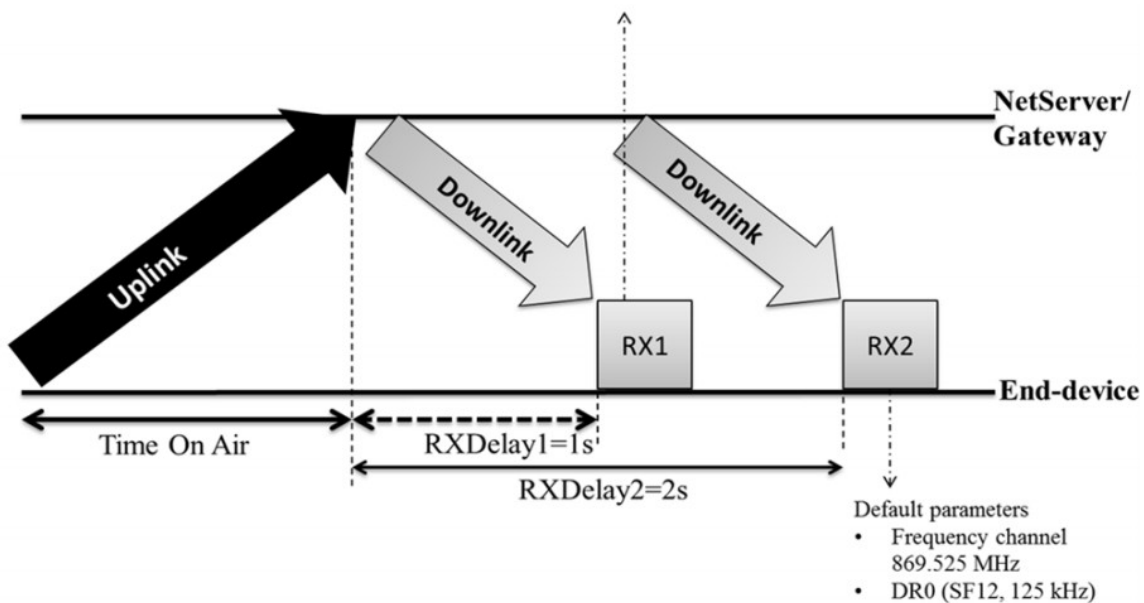 NetServer/
Gateway
Uplink
Downlink
Downlink
RX1
RX2
End-device
Time On Air
RXDelay1=1s
RXDelay2=2s
Default parameters
• Frequency channel
869.525 MHz
• DR0 (SF12, 125 kHz)